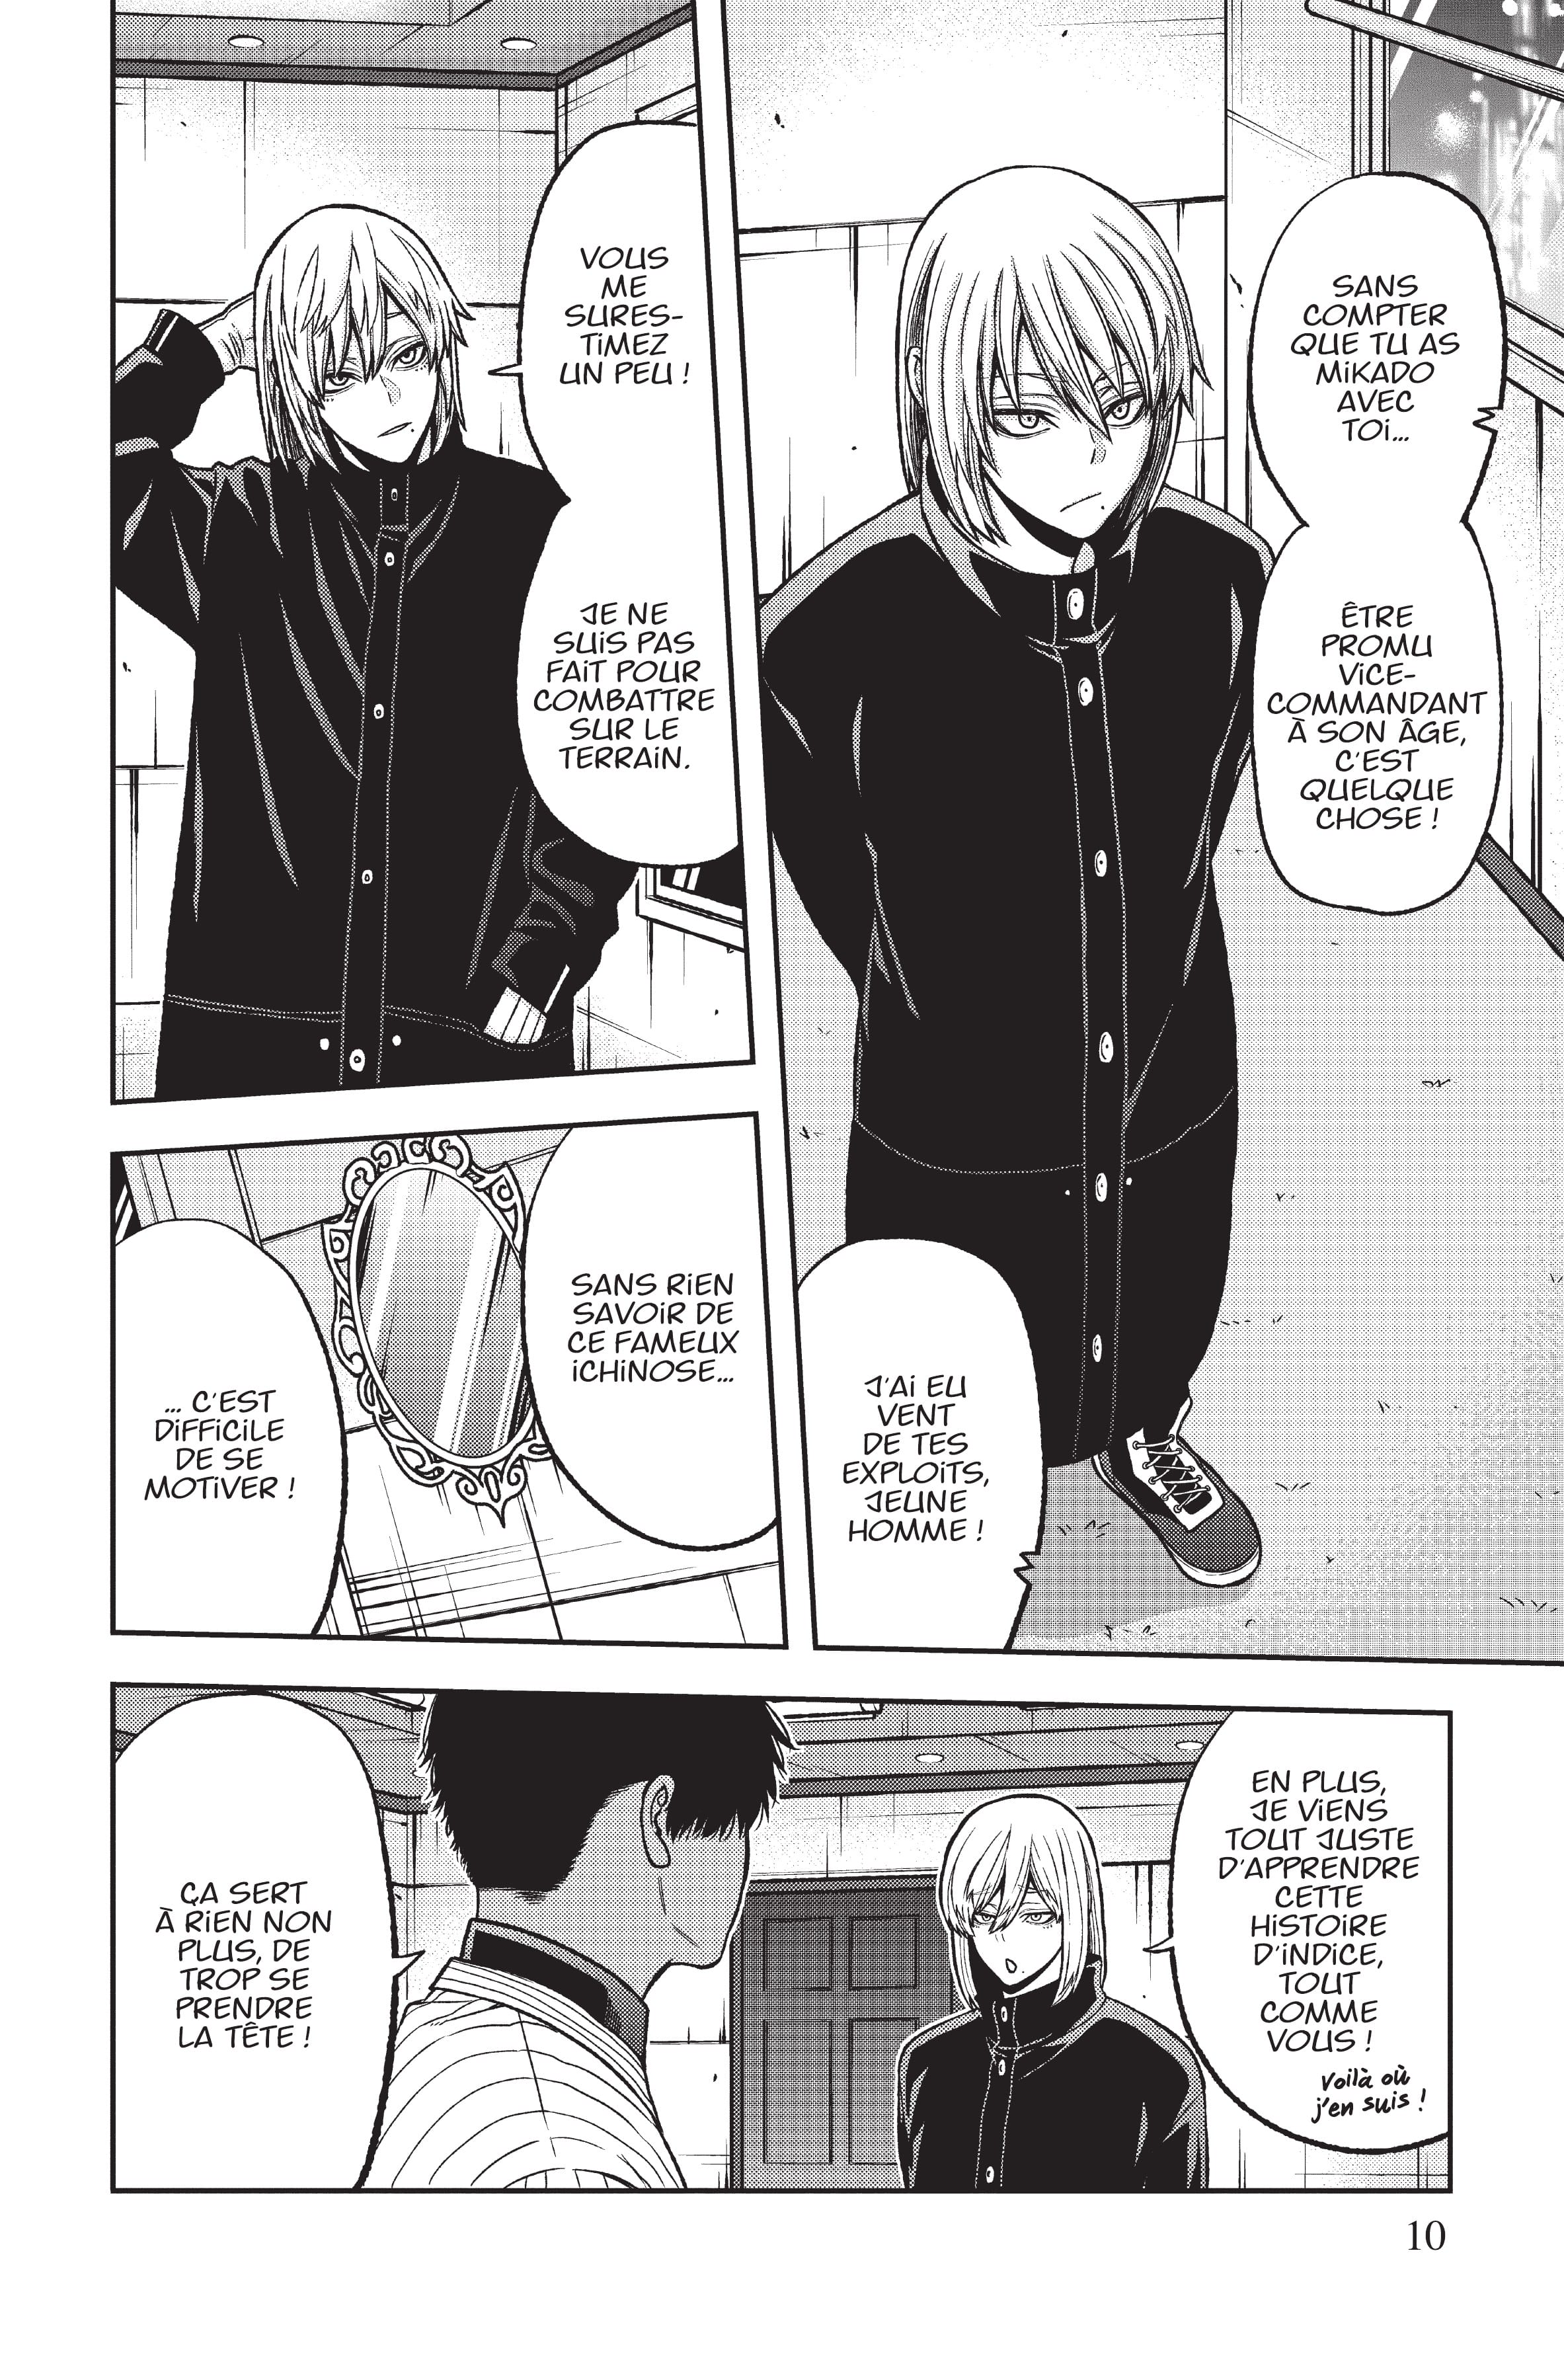 SANS
COMPTER
QUE TU AS
MIKADO
AVEC
TOI...
ÊTRE
PROMU
VICE-
COMMANDANT
À SON ÂGE,
C'EST
QUELQUE
CHOSE !
J'AI EU
VENT
DE TES
EXPLOITS,
JEUNE
HOMME !
VOUS
ME
SURES-
TIMEZ
UN PEU !
JE NE
SUIS PAS
FAIT POUR
COMBATTRE
SUR LE
TERRAIN.
SANS RIEN
SAVOIR DE
CE FAMEUX
ICHINOSE...
... C'EST
DIFFICILE
DE SE
MOTIVER !
EN PLUS,
JE VIENS
TOUT JUSTE
D'APPRENDRE
CETTE
HISTOIRE
D'INDICE,
TOUT
COMME
VOUS !
Voilà où
j'en suis !
ÇA SERT
À RIEN NON
PLUS, DE
TROP SE
PRENDRE
LA TÊTE !
10